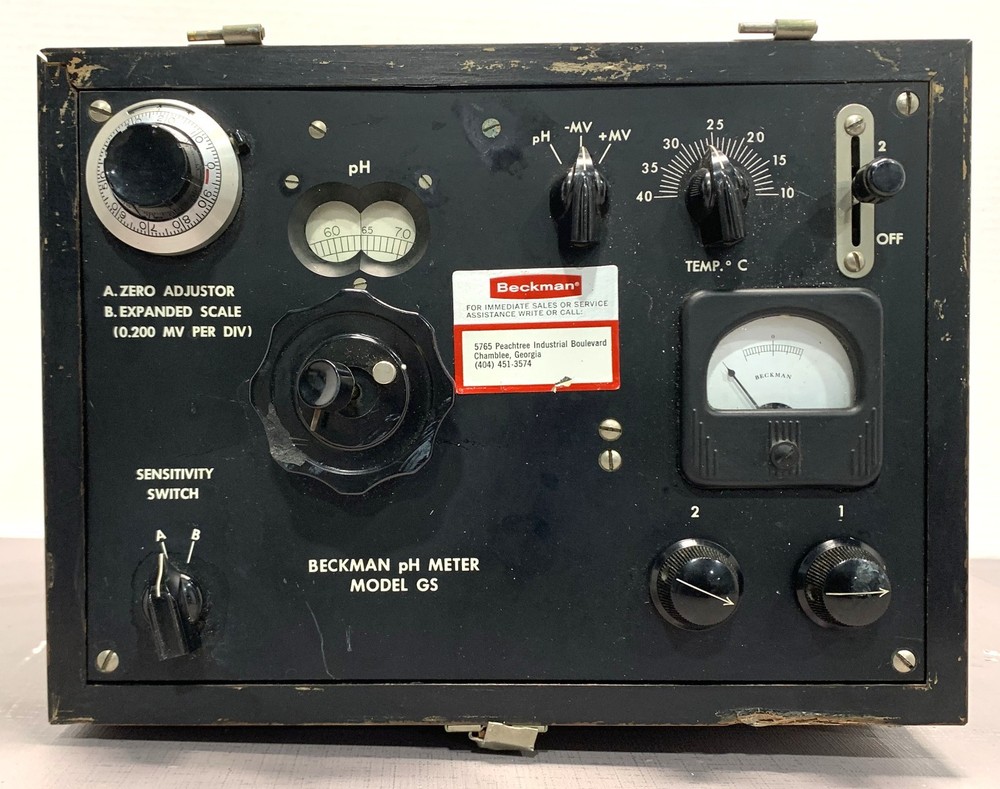 pH
60 65 70
pH -MV +MV
40 35 30 25 20 15 10
TEMP.° C
2
OFF
A. ZERO ADJUSTOR
B. EXPANDED SCALE
(0.200 MV PER DIV)
Beckman®
FOR IMMEDIATE SALES OR SERVICE
ASSISTANCE WRITE OR CALL:
5765 Peachtree Industrial Boulevard
Chamblee, Georgia
(404) 451-3574
0
BECKMAN
SENSITIVITY
SWITCH
A B
2 1
BECKMAN pH METER
MODEL GS